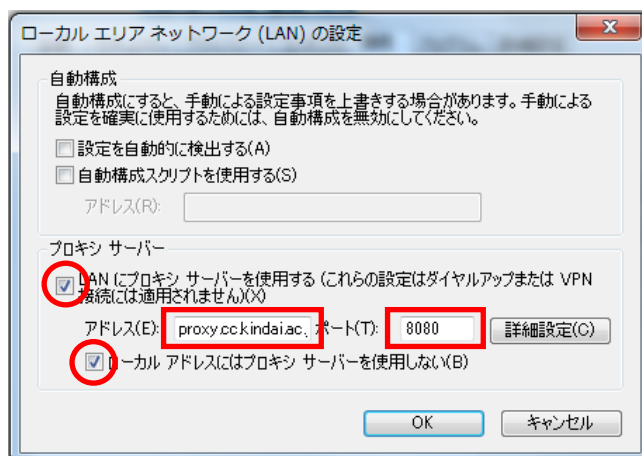 ローカル エリア ネットワーク (LAN) の設定
自動構成
自動構成にすると、手動による設定事項を上書きする場合があります。手動による
設定を確実に使用するためには、自動構成を無効にしてください。
設定を自動的に検出する(A)
自動構成スクリプトを使用する(S)
アドレス(R):
プロキシ サーバー
LAN にプロキシ サーバーを使用する (これらの設定はダイヤルアップまたは VPN
接続には適用されません)(X)
アドレス(E): proxy.cc.kindai.ac. ポート(T): 8080 詳細設定(C)
ローカル アドレスにはプロキシ サーバーを使用しない(B)
OK キャンセル